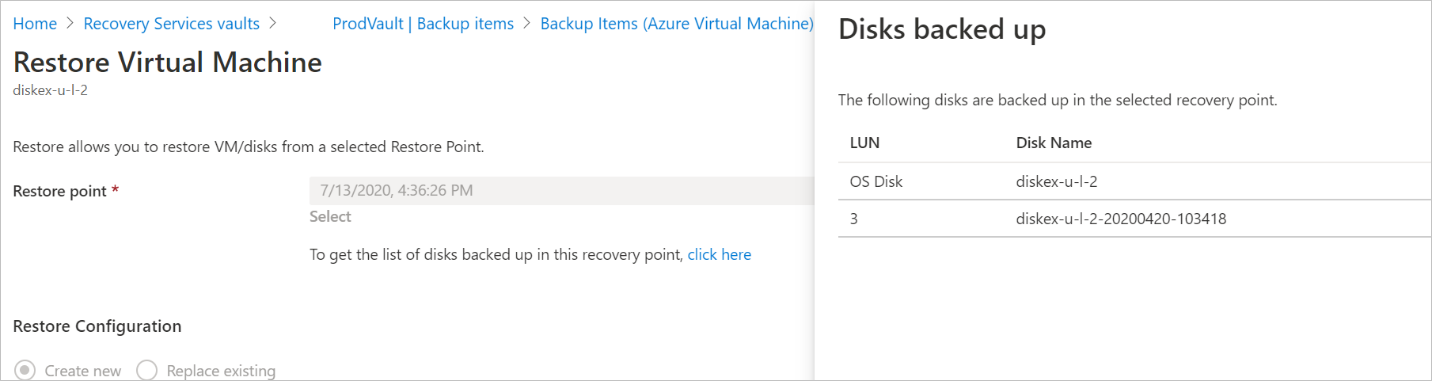 Home > Recovery Services vaults > ProdVault | Backup items > Backup Items (Azure Virtual Machine)
Restore Virtual Machine
diskex-u-l-2
Restore allows you to restore VM/disks from a selected Restore Point.
Restore point *
7/13/2020, 4:36:26 PM
Select
To get the list of disks backed up in this recovery point, click here
Restore Configuration
Create new Replace existing
Disks backed up
The following disks are backed up in the selected recovery point.
LUN Disk Name
OS Disk diskex-u-l-2
3 diskex-u-l-2-20200420-103418